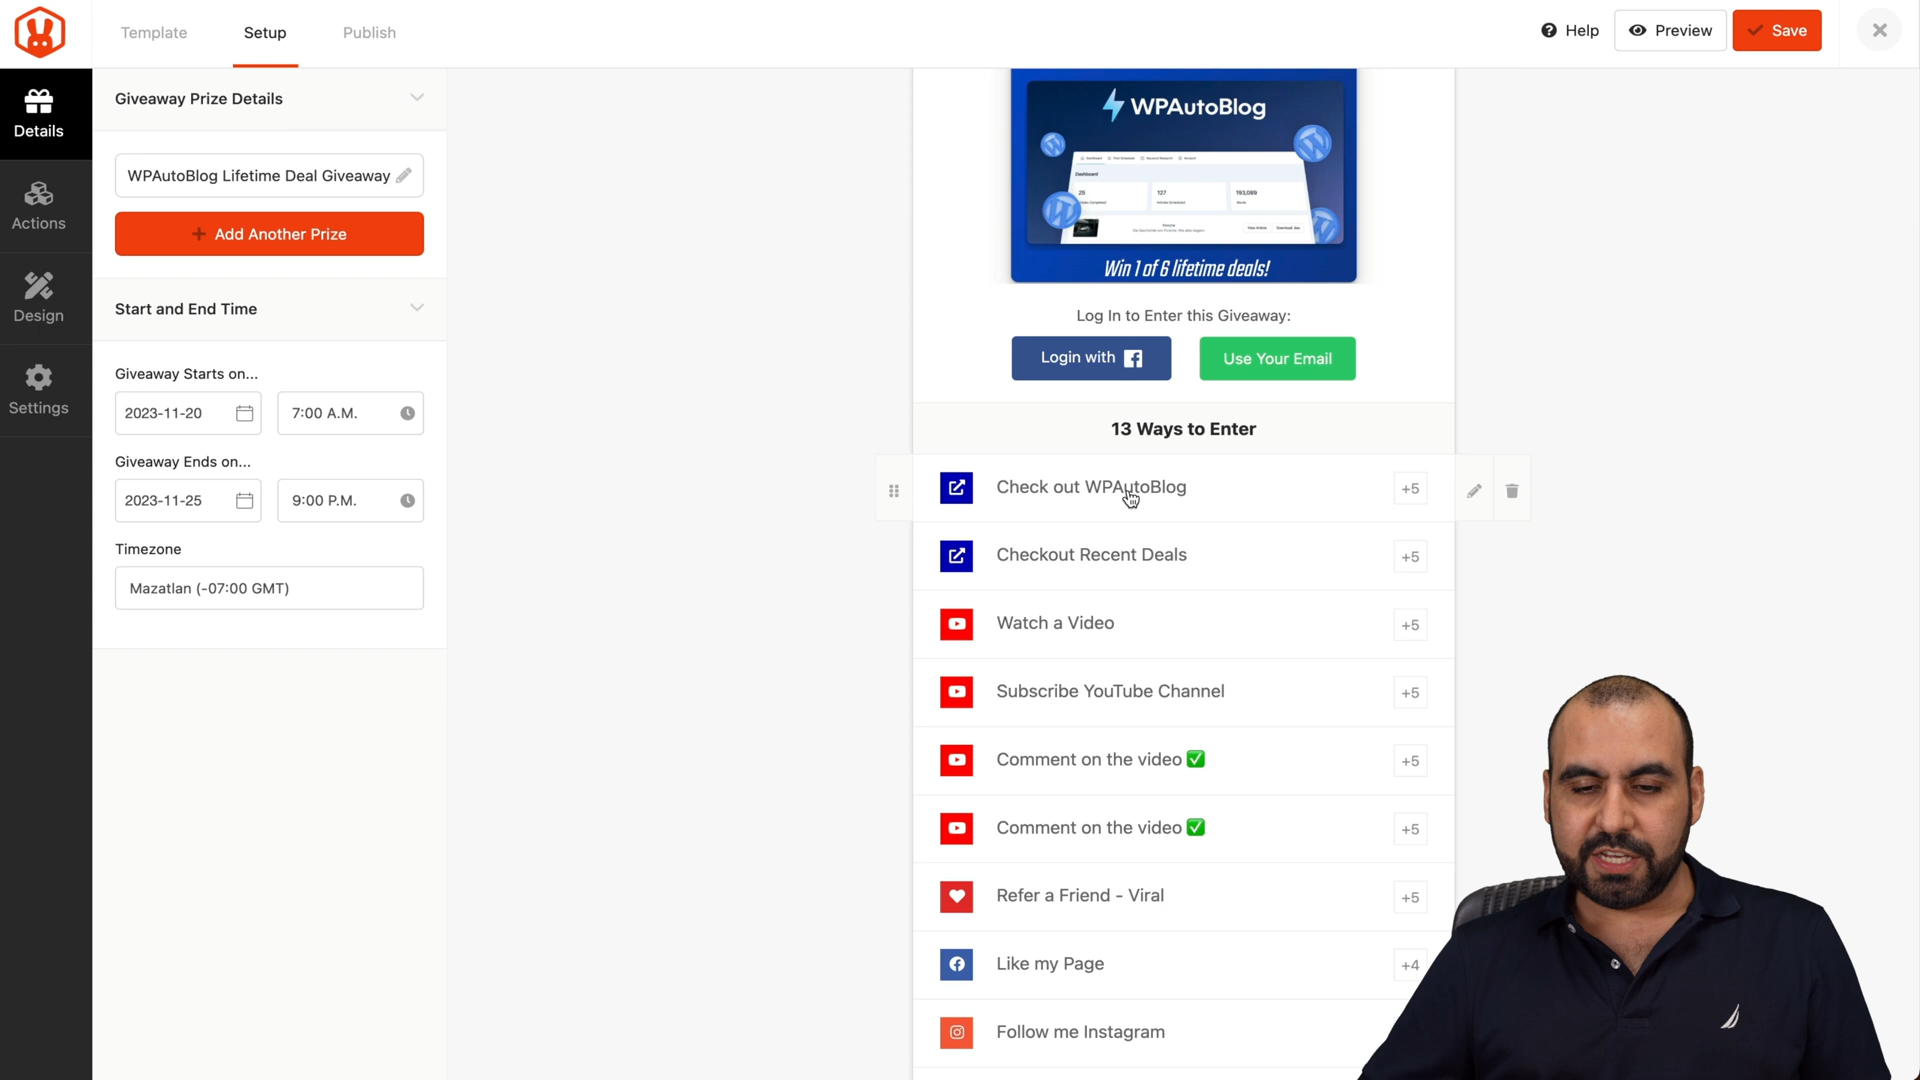 Template
Setup
Publish
Help
Preview
Save
Details
Actions
Design
Settings
Giveaway Prize Details
WPAutoBlog Lifetime Deal Giveaway
Add Another Prize
Start and End Time
Giveaway Starts on...
2023-11-20
7:00 A.M.
Giveaway Ends on...
2023-11-25
9:00 P.M.
Timezone
Mazatlan (-07:00 GMT)
WPAutoBlog
Dashboard
25
127
193,089
Win 1 of 6 lifetime deals!
Log In to Enter this Giveaway:
Login with
Use Your Email
13 Ways to Enter
Check out WPAutoBlog +5
Checkout Recent Deals +5
Watch a Video +5
Subscribe YouTube Channel +5
Comment on the video +5
Comment on the video +5
Refer a Friend - Viral +5
Like my Page +4
Follow me Instagram